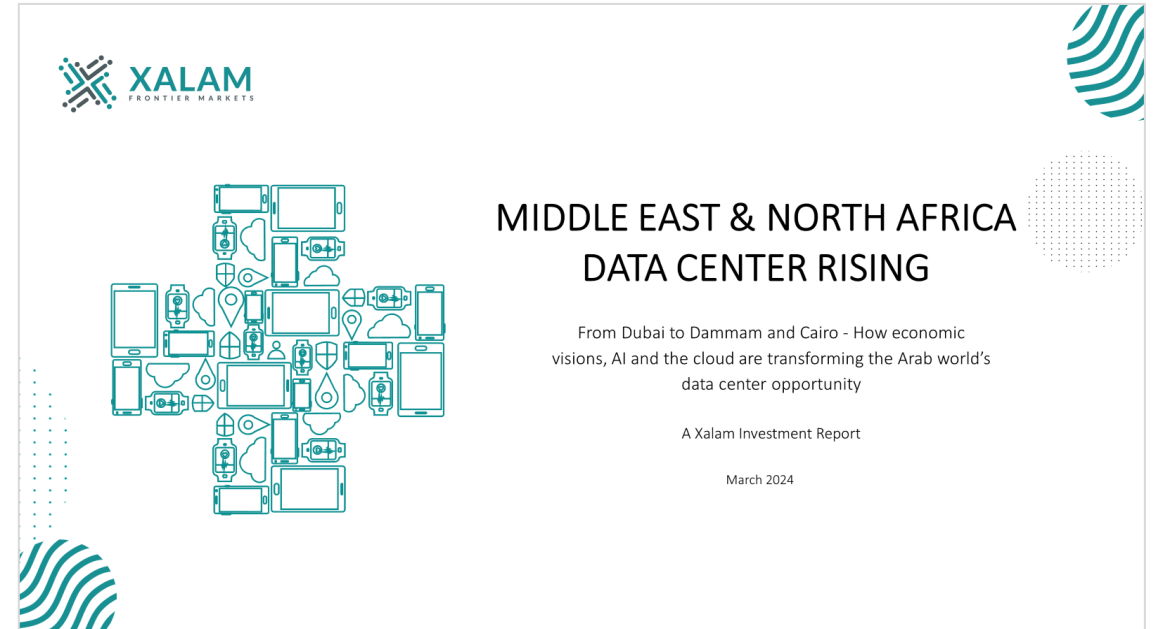 XALAM
FRONTIER MARKETS
MIDDLE EAST & NORTH AFRICA
DATA CENTER RISING
From Dubai to Dammam and Cairo - How economic
visions, AI and the cloud are transforming the Arab world’s
data center opportunity
A Xalam Investment Report
March 2024